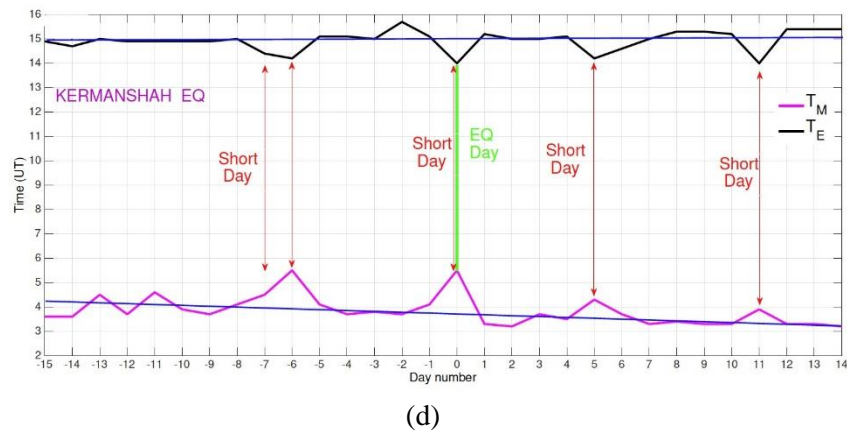 16
15
14
13
12
11
10
9
8
7
6
5
4
3
2
Time (UT)
KERMANSHAH EQ
T_M
T_E
Short
Day
Short
Day
EQ
Day
Short
Day
Short
Day
-15 -14 -13 -12 -11 -10 -9 -8 -7 -6 -5 -4 -3 -2 -1 0 1 2 3 4 5 6 7 8 9 10 11 12 13 14
Day number
(d)